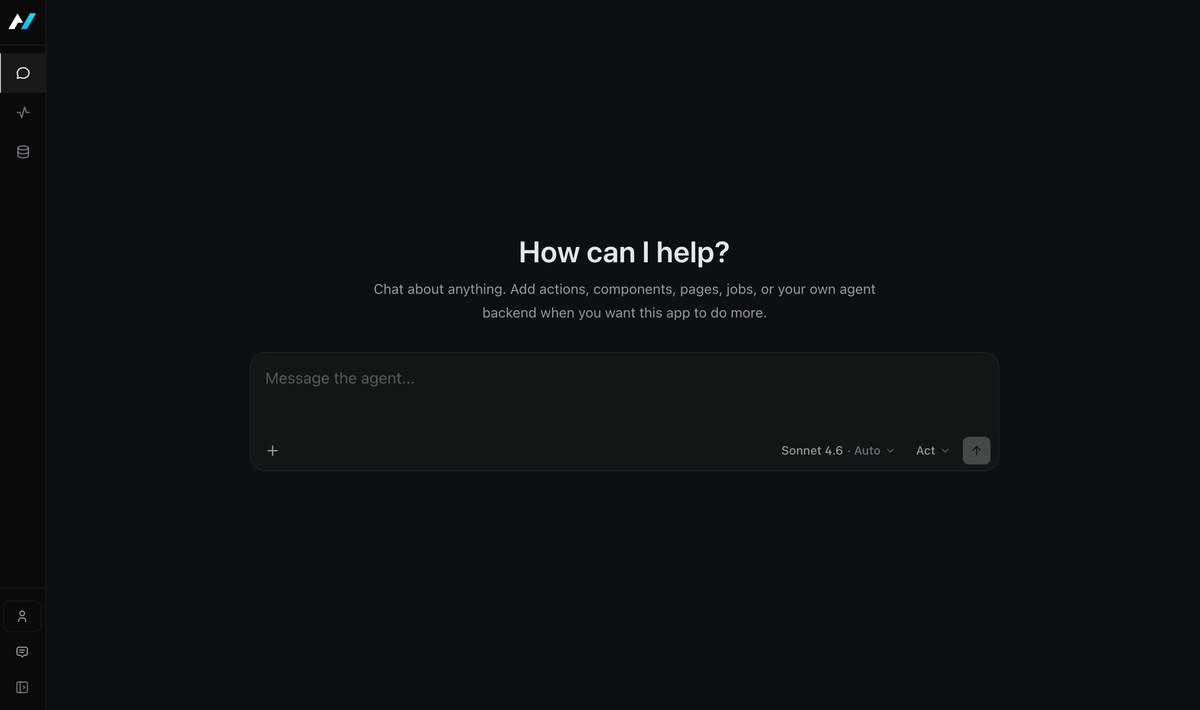 How can I help?
Chat about anything. Add actions, components, pages, jobs, or your own agent
backend when you want this app to do more.
Message the agent...
Sonnet 4.6 · Auto
Act